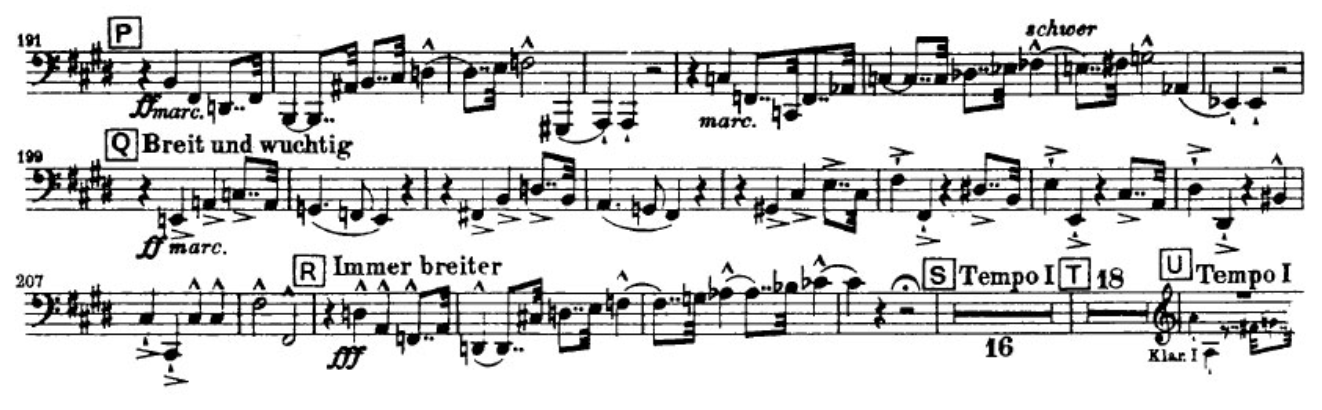 191 P schwer
ff marc. marc.
199 Q Breit und wuchtig
ff marc.
207 R Immer breiter S Tempo I T 18 U Tempo I
fff 16 Klar. I